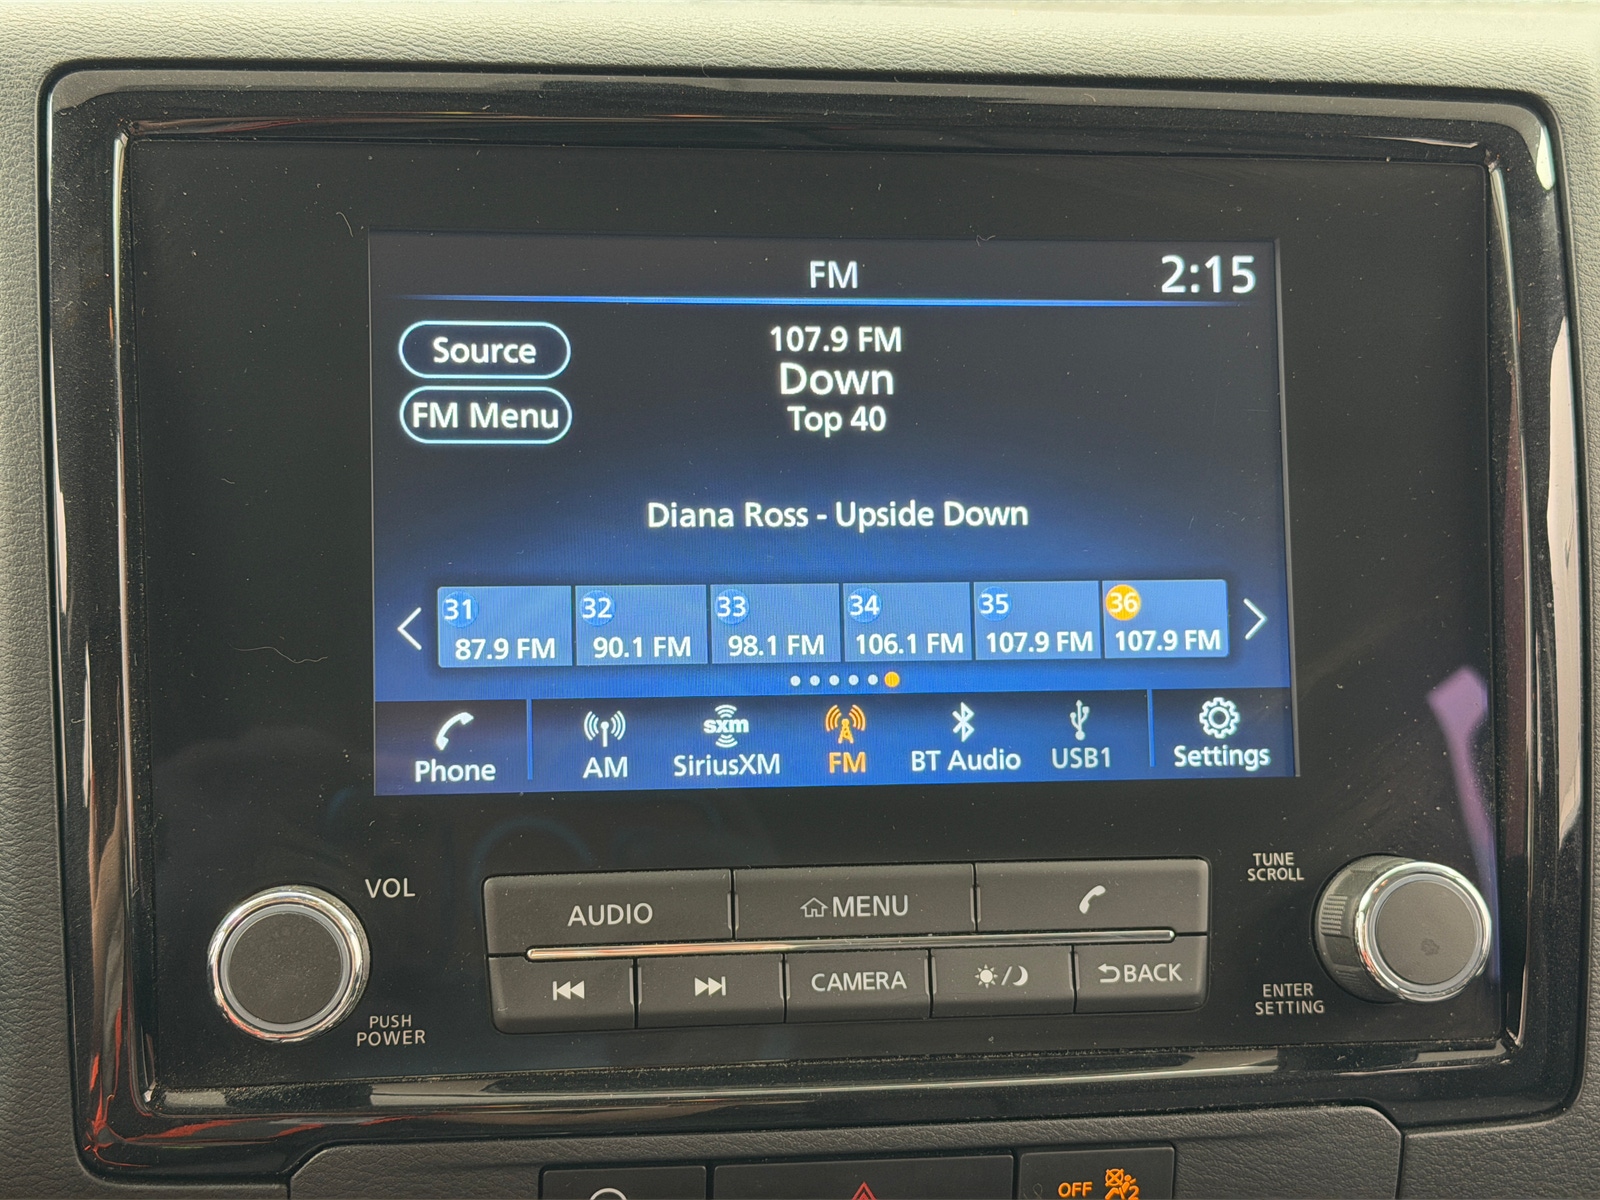 FM
2:15
Source
FM Menu
107.9 FM
Down
Top 40
Diana Ross - Upside Down
31
87.9 FM
32
90.1 FM
33
98.1 FM
34
106.1 FM
35
107.9 FM
36
107.9 FM
Phone
AM
sxm
SiriusXM
FM
BT Audio
USB1
Settings
VOL
PUSH
POWER
AUDIO
MENU
CAMERA
BACK
TUNE
SCROLL
ENTER
SETTING
OFF
2